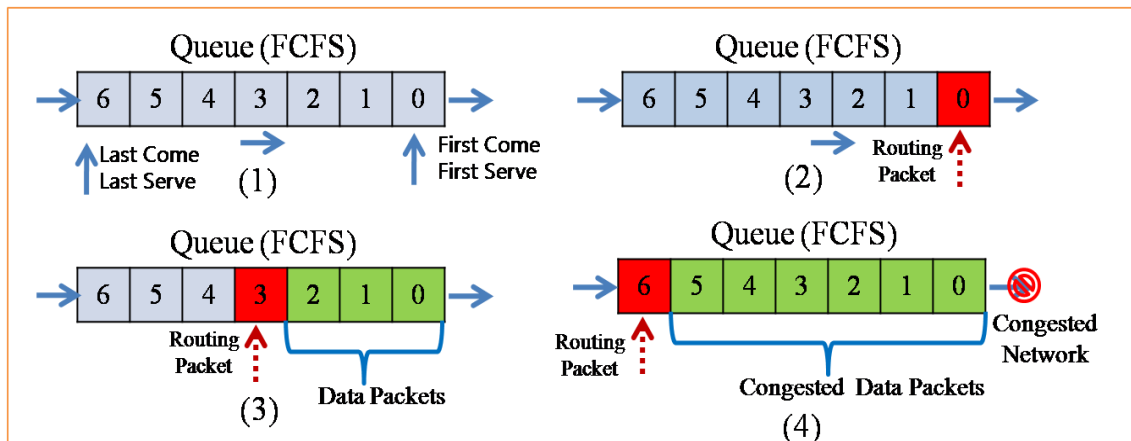 Queue (FCFS)
6 5 4 3 2 1 0
Last Come
Last Serve
First Come
First Serve
(1)
Queue (FCFS)
6 5 4 3 2 1 0
Routing
Packet
(2)
Queue (FCFS)
6 5 4 3 2 1 0
Routing
Packet
Data Packets
(3)
Queue (FCFS)
6 5 4 3 2 1 0
Routing
Packet
Congested
Network
Congested Data Packets
(4)